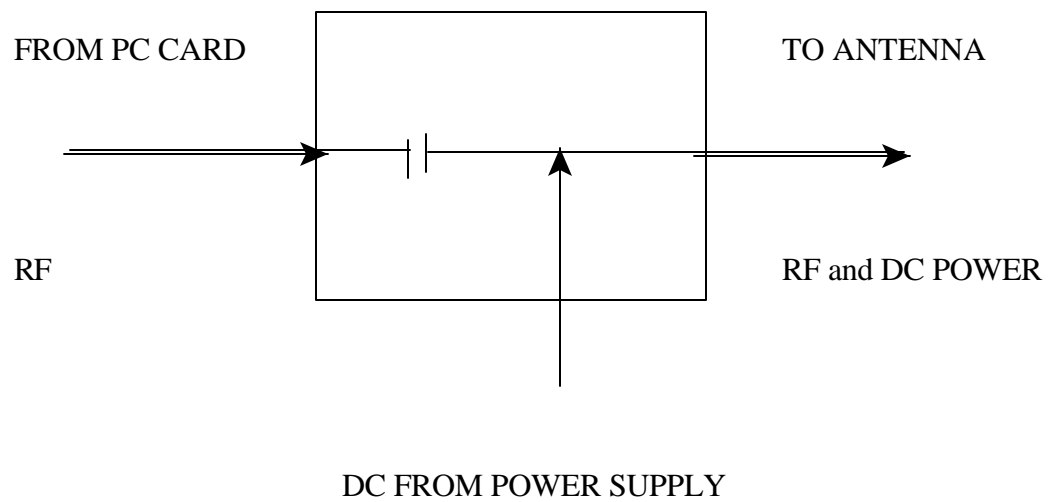 FROM PC CARD
TO ANTENNA
RF
RF and DC POWER
DC FROM POWER SUPPLY